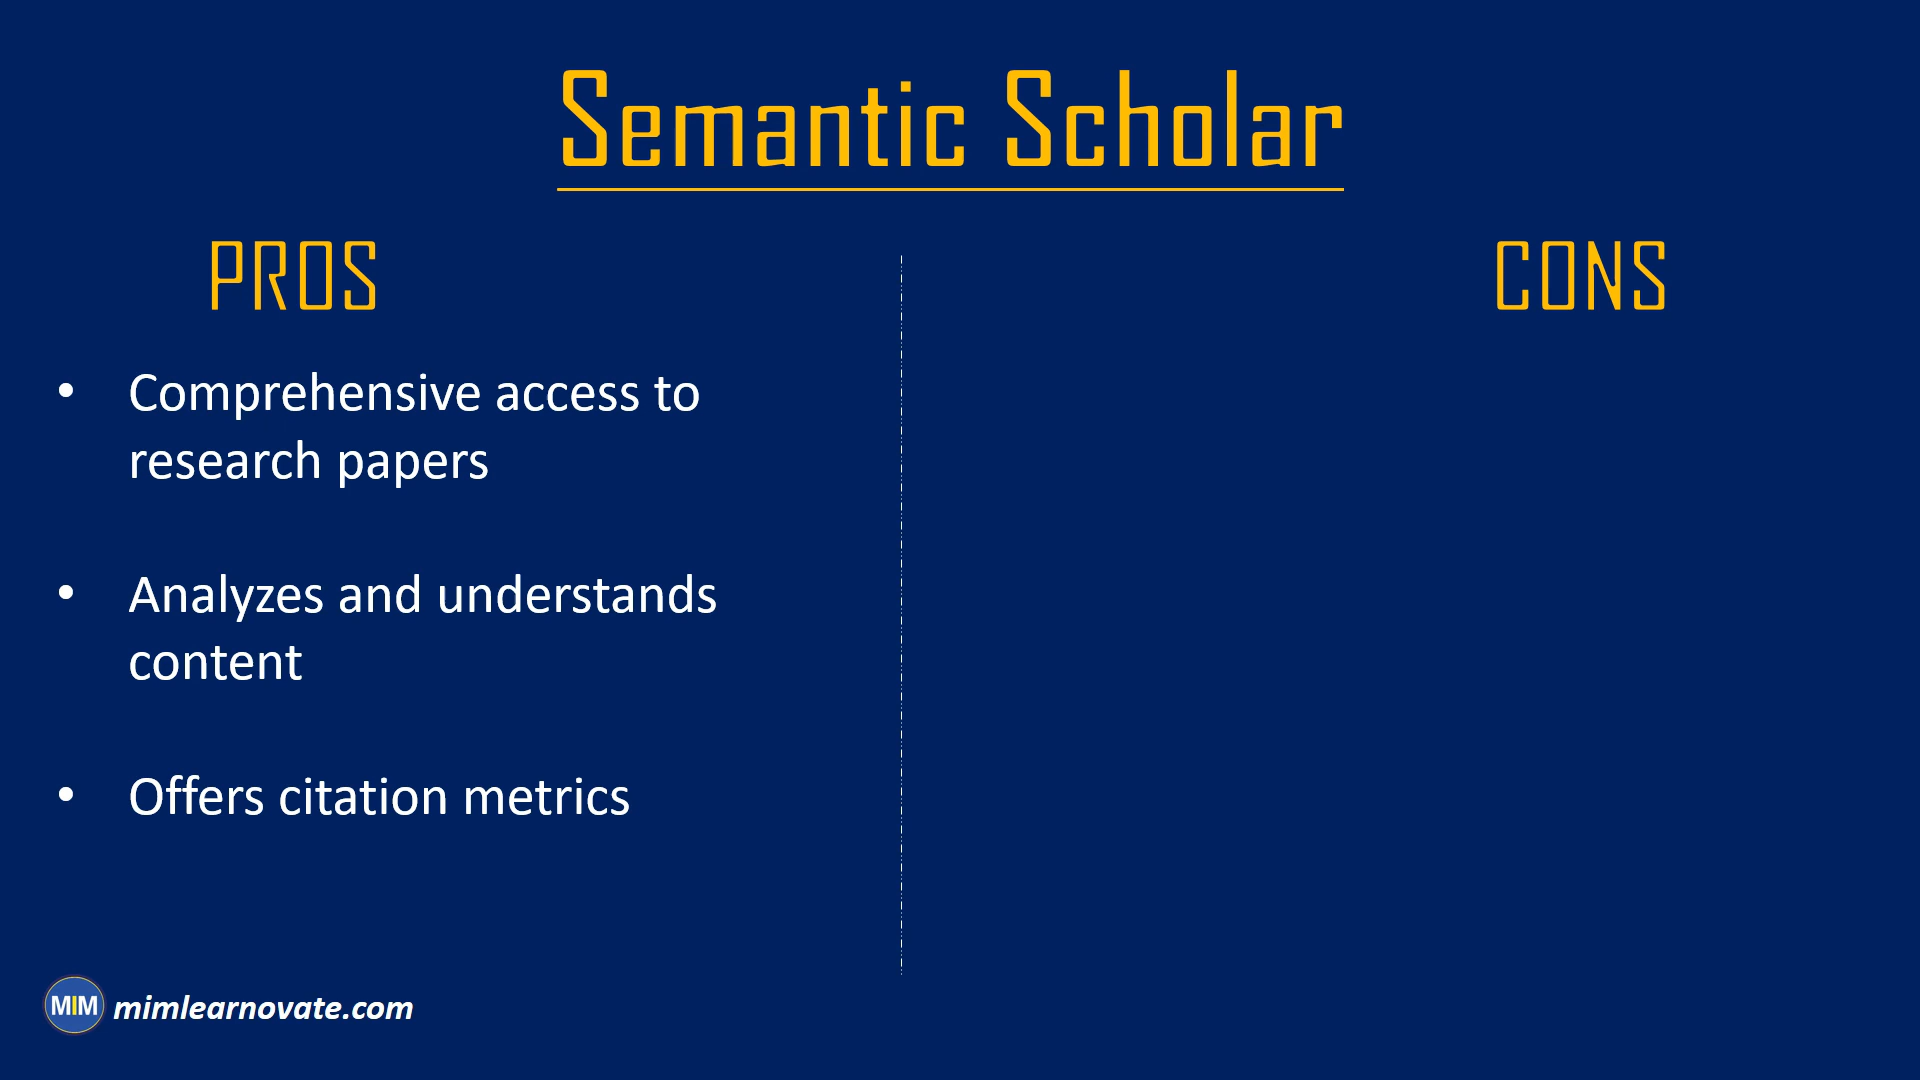 Semantic Scholar
PROS
CONS
• Comprehensive access to
research papers
• Analyzes and understands
content
• Offers citation metrics
MIM mimlearnovate.com